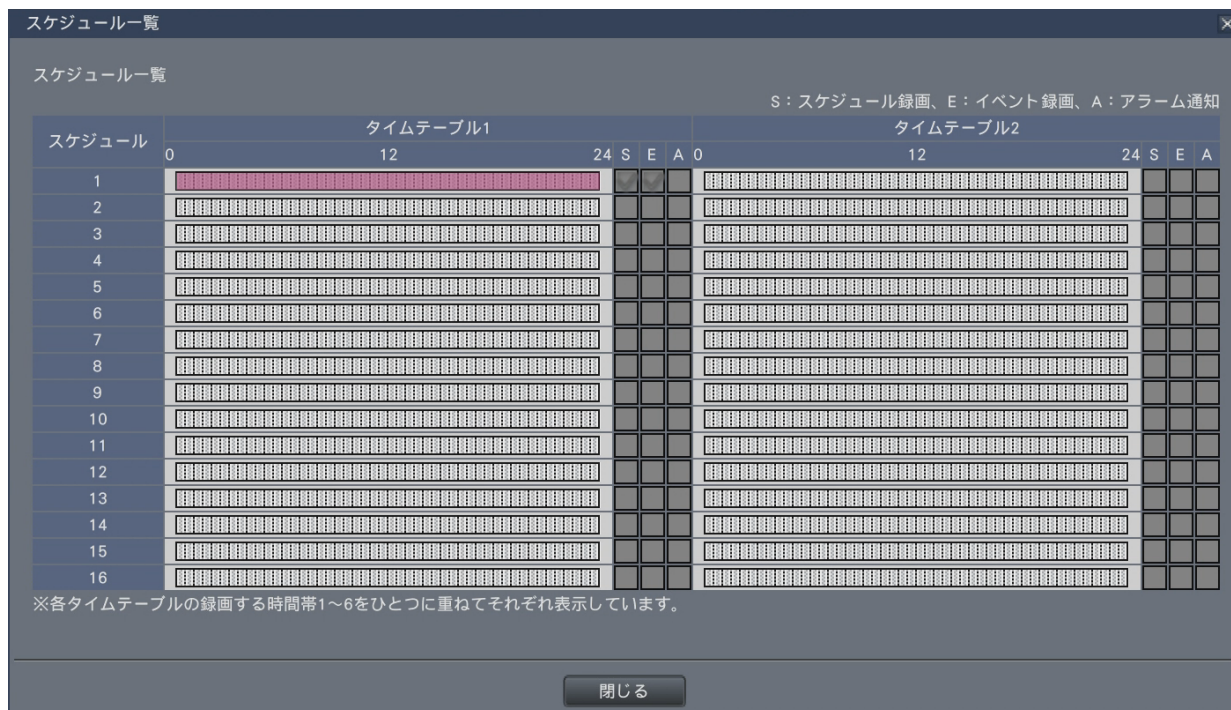 スケジュール一覧
スケジュール一覧
S：スケジュール録画、E：イベント録画、A：アラーム通知
スケジュール タイムテーブル1 タイムテーブル2
0 12 24 S E A 0 12 24 S E A
1
2
3
4
5
6
7
8
9
10
11
12
13
14
15
16
※各タイムテーブルの録画する時間帯1～6をひとつに重ねてそれぞれ表示しています。
閉じる